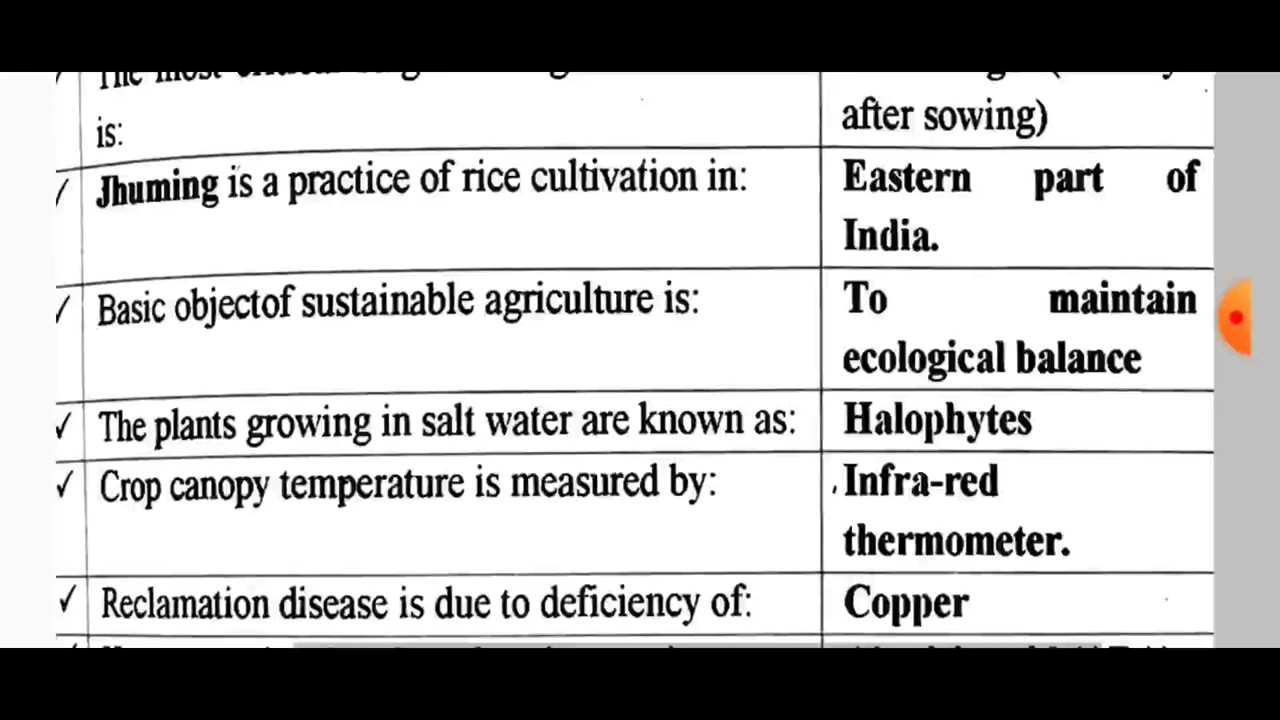 is:
after sowing)
Jhuming is a practice of rice cultivation in:
Eastern part of
India.
Basic objectof sustainable agriculture is:
To maintain
ecological balance
The plants growing in salt water are known as:
Halophytes
Crop canopy temperature is measured by:
Infra-red
thermometer.
Reclamation disease is due to deficiency of:
Copper